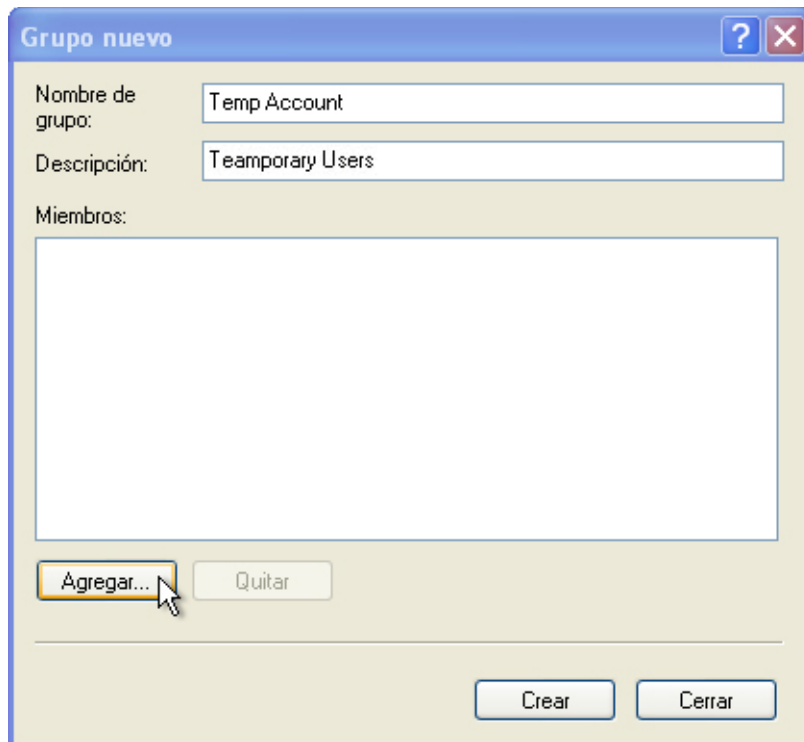 Grupo nuevo
?
Nombre de
grupo:
Temp Account
Descripción:
Teamporary Users
Miembros:
Agregar...
Quitar
Crear
Cerrar